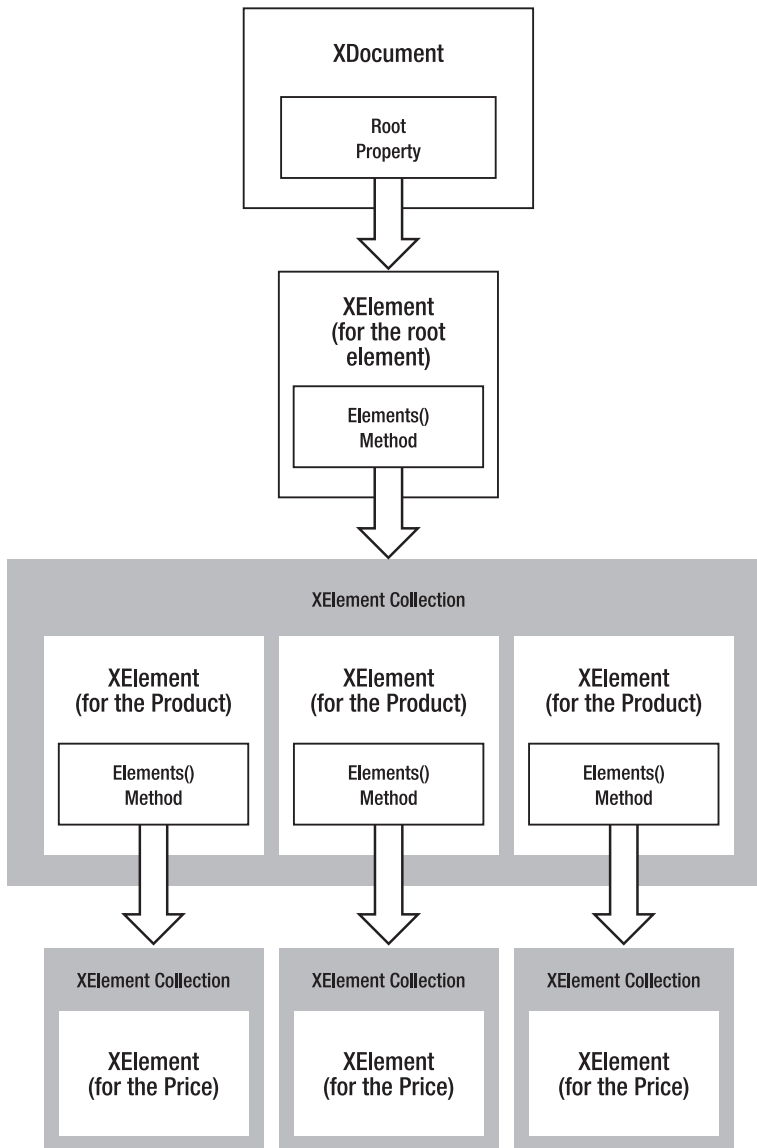 XDocument
Root
Property
XElement
(for the root
element)
Elements()
Method
XElement Collection
XElement
(for the Product)
Elements()
Method
XElement
(for the Product)
Elements()
Method
XElement
(for the Product)
Elements()
Method
XElement Collection
XElement
(for the Price)
XElement Collection
XElement
(for the Price)
XElement Collection
XElement
(for the Price)